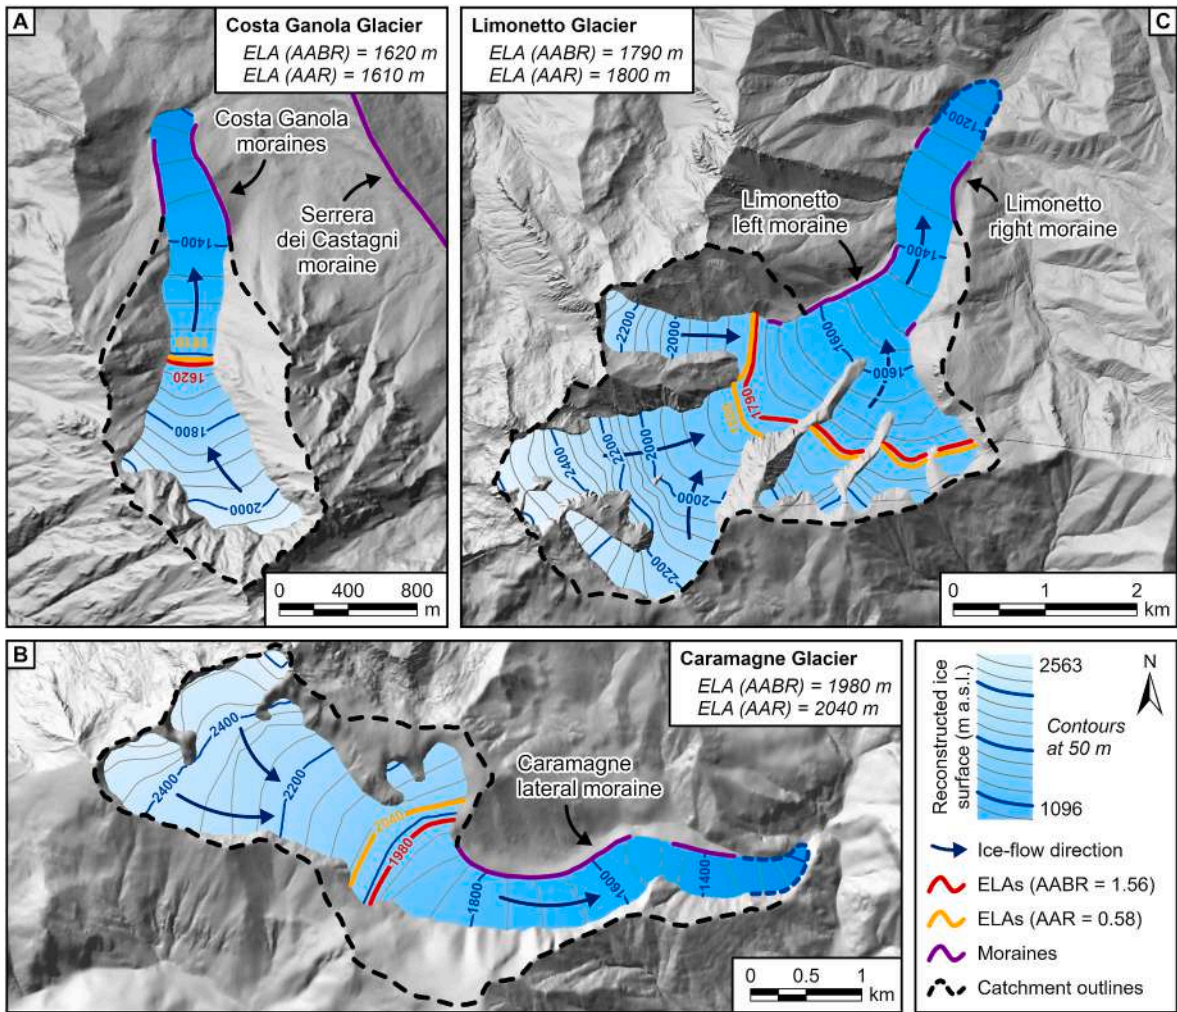 A
Costa Ganola Glacier
ELA (AABR) = 1620 m
ELA (AAR) = 1610 m
Costa Ganola
moraines
Serrera
dei Castagni
moraine
1400
1610
1620
1800
2000
0 400 800
m
Limonetto Glacier
ELA (AABR) = 1790 m
ELA (AAR) = 1800 m
C
1200
Limonetto
left moraine
Limonetto
right moraine
1400
2200
2000
1600
1600
1790
2400
2200
2000
2000
2200
0 1 2
km
B
Caramagne Glacier
ELA (AABR) = 1980 m
ELA (AAR) = 2040 m
2400
2400
2200
2040
1980
Caramagne
lateral moraine
1800
1600
1400
0 0.5 1
km
Reconstructed ice
surface (m a.s.l.)
2563
1096
Contours
at 50 m
N
Ice-flow direction
ELAs (AABR = 1.56)
ELAs (AAR = 0.58)
Moraines
Catchment outlines